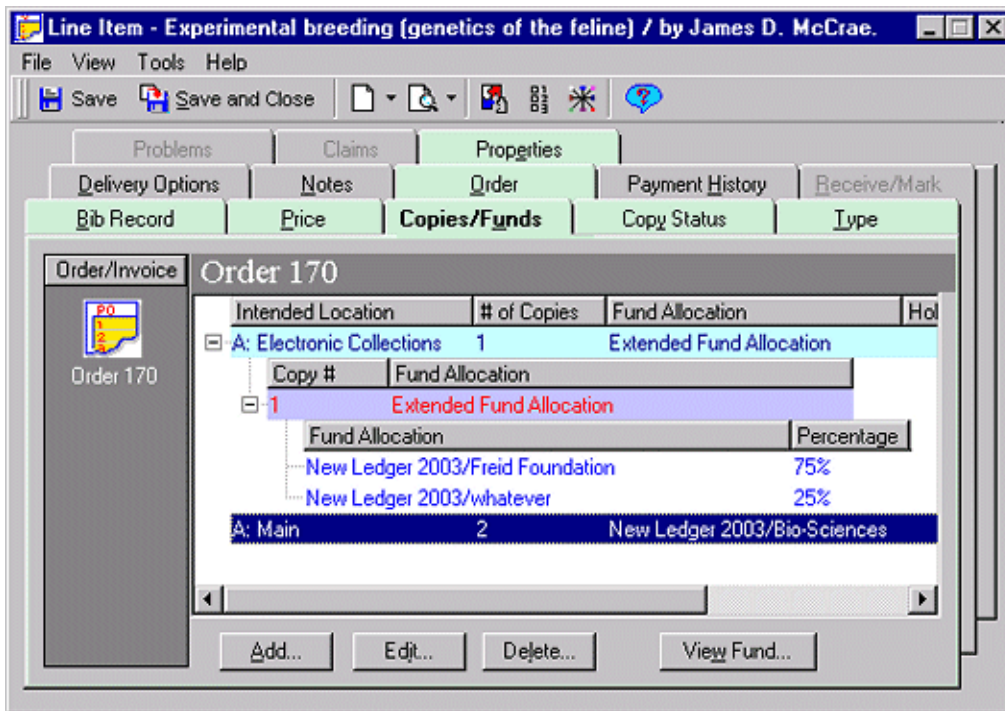 Line Item - Experimental breeding (genetics of the feline) / by James D. McCrae.
File View Tools Help
Save Save and Close
Problems Claims Properties
Delivery Options Notes Order Payment History Receive/Mark
Bib Record Price Copies/Funds Copy Status Type
Order/Invoice Order 170
PO
1
2
3
Order 170
Intended Location # of Copies Fund Allocation Hol
A: Electronic Collections 1 Extended Fund Allocation
Copy # Fund Allocation
1 Extended Fund Allocation
Fund Allocation Percentage
New Ledger 2003/Freid Foundation 75%
New Ledger 2003/whatever 25%
A: Main 2 New Ledger 2003/Bio-Sciences
Add... Edit... Delete... View Fund...